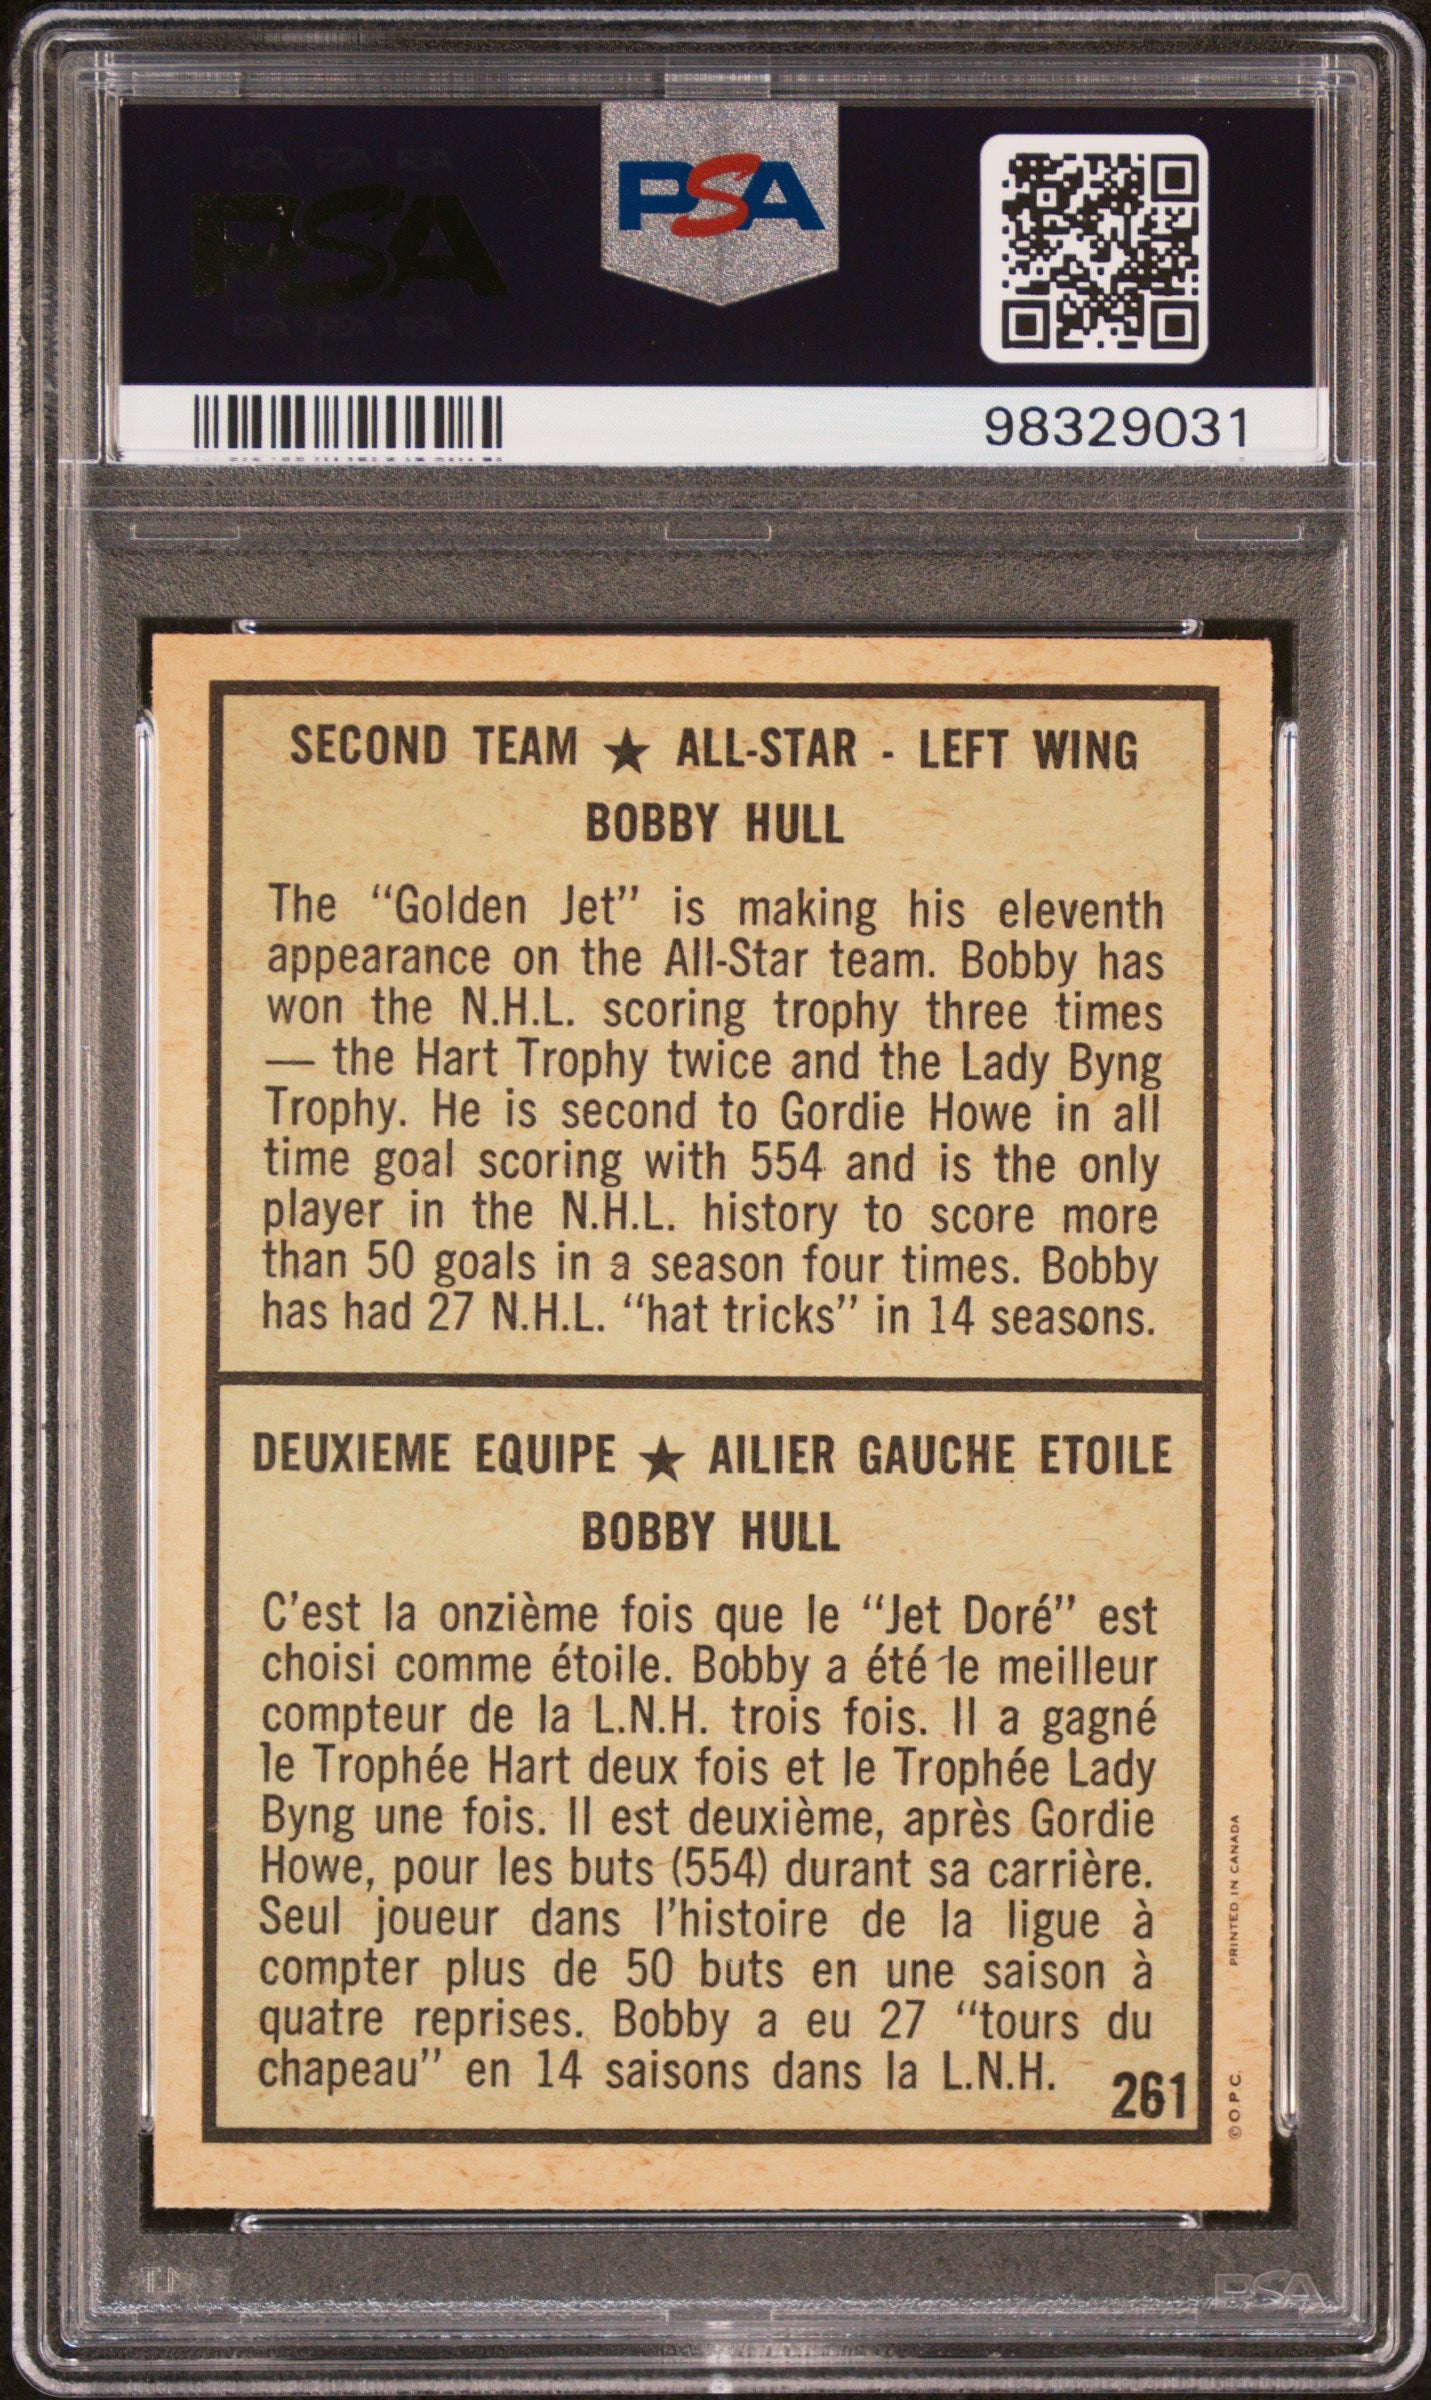 PSA PSA PSA
PSA
PSA PSA PSA
PSA
98329031
SECOND TEAM ★ ALL-STAR - LEFT WING
BOBBY HULL
The “Golden Jet” is making his eleventh
appearance on the All-Star team. Bobby has
won the N.H.L. scoring trophy three times
— the Hart Trophy twice and the Lady Byng
Trophy. He is second to Gordie Howe in all
time goal scoring with 554 and is the only
player in the N.H.L. history to score more
than 50 goals in a season four times. Bobby
has had 27 N.H.L. “hat tricks” in 14 seasons.
DEUXIEME EQUIPE ★ AILIER GAUCHE ETOILE
BOBBY HULL
C’est la onzième fois que le “Jet Doré” est
choisi comme étoile. Bobby a été le meilleur
compteur de la L.N.H. trois fois. Il a gagné
le Trophée Hart deux fois et le Trophée Lady
Byng une fois. Il est deuxième, après Gordie
Howe, pour les buts (554) durant sa carrière.
Seul joueur dans l’histoire de la ligue à
compter plus de 50 buts en une saison à
quatre reprises. Bobby a eu 27 “tours du
chapeau” en 14 saisons dans la L.N.H.
261
©O.P.C.
PRINTED IN CANADA
PSA